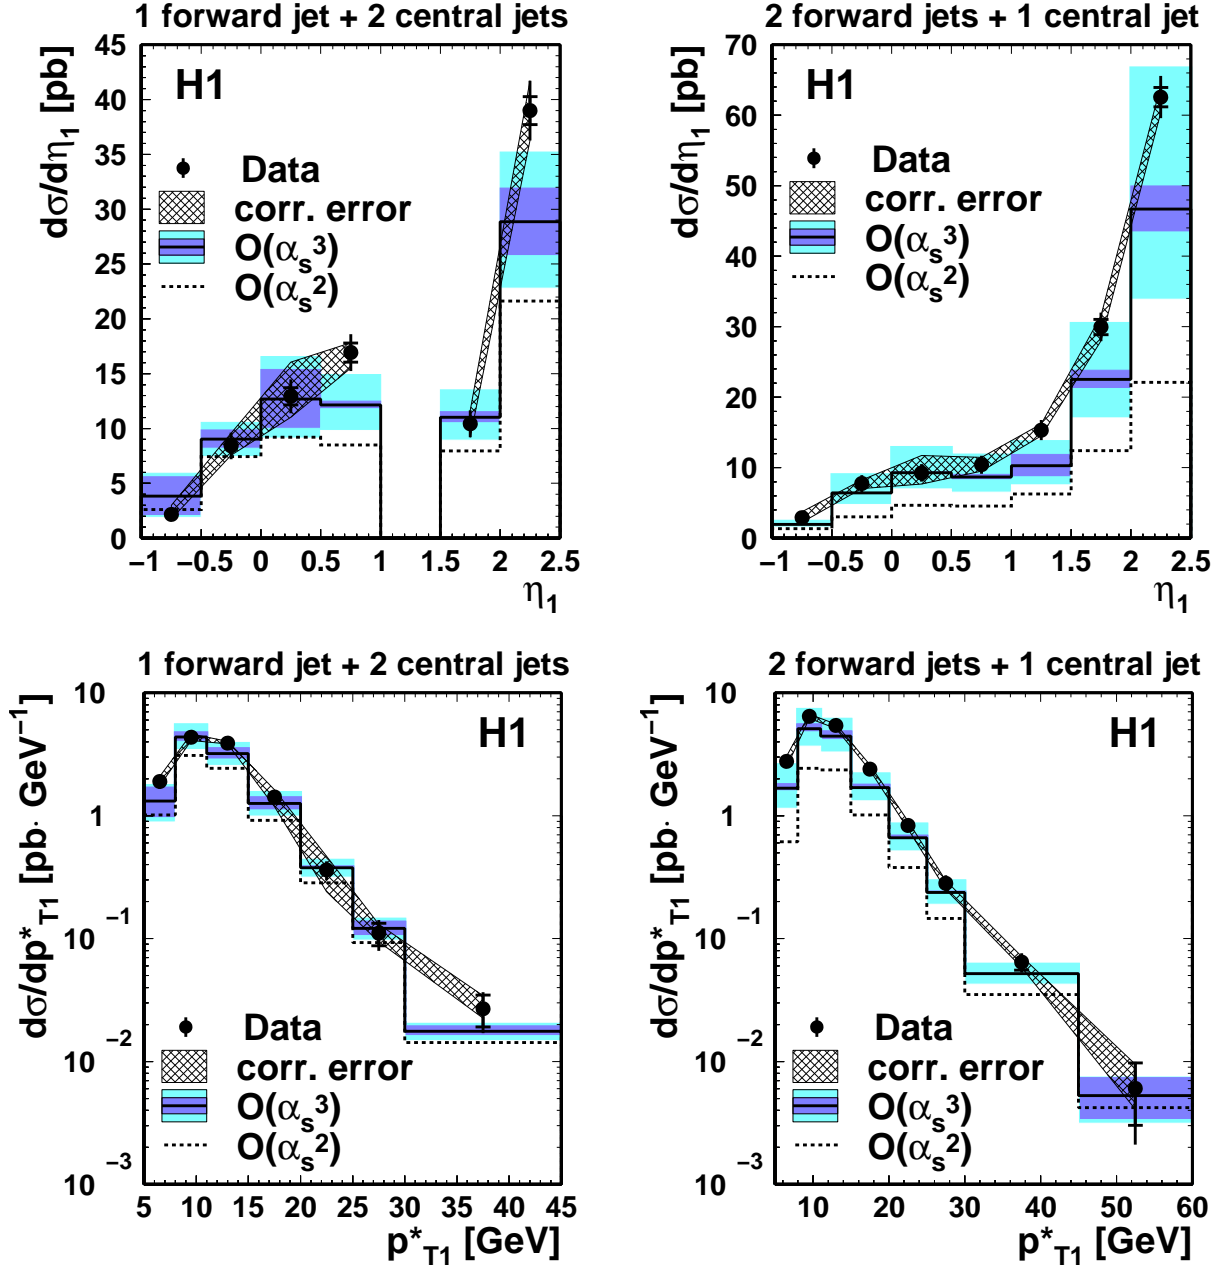 1 forward jet + 2 central jets
dσ/dη₁ [pb]
45
40
35
30
25
20
15
10
5
0
H1
Data
corr. error
O(αₛ³)
O(αₛ²)
−1 −0.5 0 0.5 1 1.5 2 2.5
η₁
2 forward jets + 1 central jet
dσ/dη₁ [pb]
70
60
50
40
30
20
10
0
H1
Data
corr. error
O(αₛ³)
O(αₛ²)
−1 −0.5 0 0.5 1 1.5 2 2.5
η₁
1 forward jet + 2 central jets
dσ/dp*_T1 [pb· GeV⁻¹]
10
1
10⁻¹
10⁻²
10⁻³
H1
Data
corr. error
O(αₛ³)
O(αₛ²)
5 10 15 20 25 30 35 40 45
p*_T1 [GeV]
2 forward jets + 1 central jet
dσ/dp*_T1 [pb· GeV⁻¹]
10
1
10⁻¹
10⁻²
10⁻³
H1
Data
corr. error
O(αₛ³)
O(αₛ²)
10 20 30 40 50 60
p*_T1 [GeV]